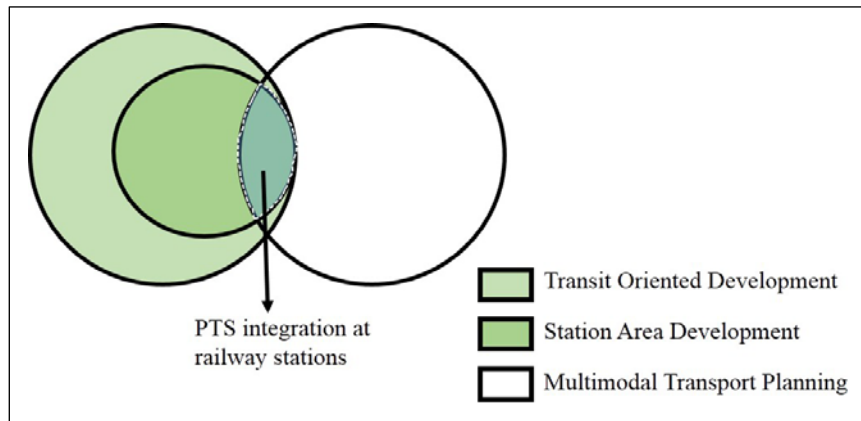 PTS integration at
railway stations
Transit Oriented Development
Station Area Development
Multimodal Transport Planning